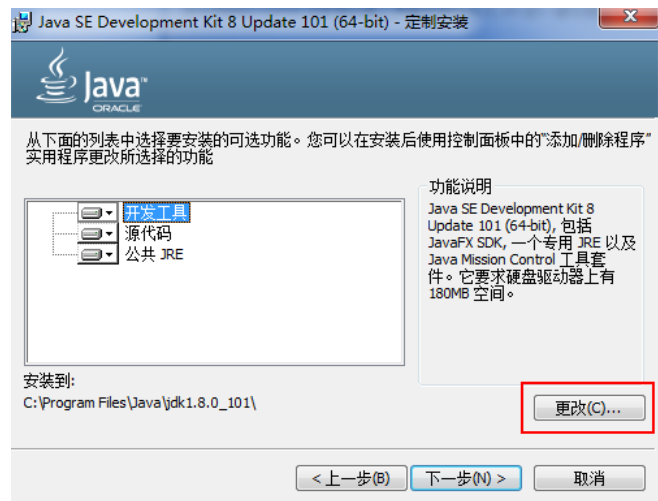 Java SE Development Kit 8 Update 101 (64-bit) - 定制安装
Java™
ORACLE
从下面的列表中选择要安装的可选功能。您可以在安装后使用控制面板中的"添加/删除程序"
实用程序更改所选择的功能
开发工具
源代码
公共 JRE
功能说明
Java SE Development Kit 8
Update 101 (64-bit), 包括
JavaFX SDK, 一个专用 JRE 以及
Java Mission Control 工具套
件。它要求硬盘驱动器上有
180MB 空间。
安装到:
C:\Program Files\Java\jdk1.8.0_101\
更改(C)...
< 上一步(B)
下一步(N) >
取消